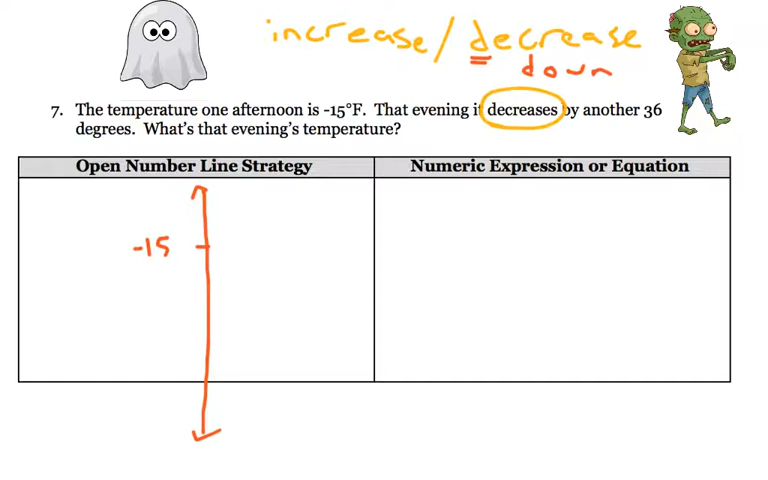 increase/decrease
down
7. The temperature one afternoon is -15°F. That evening it decreases by another 36
degrees. What's that evening's temperature?
Open Number Line Strategy
Numeric Expression or Equation
-15